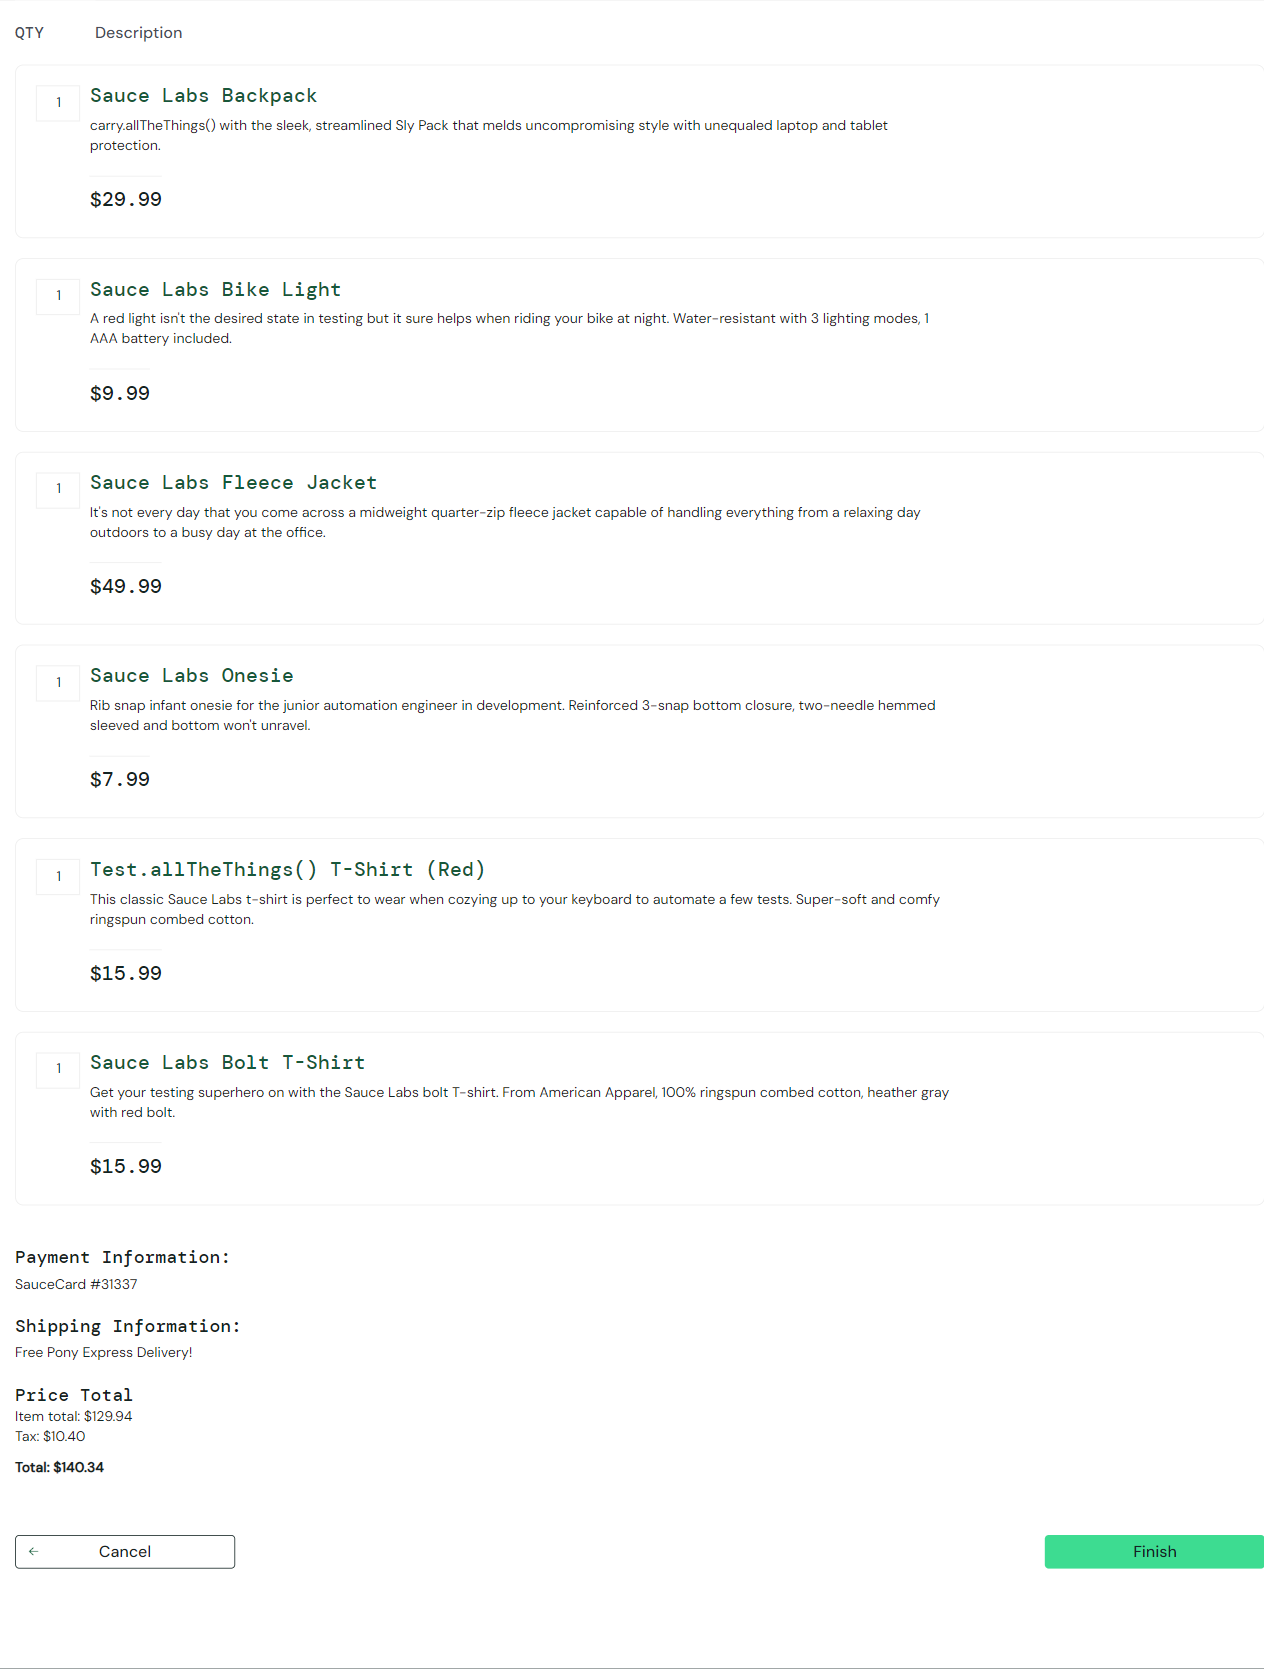 QTY Description
1 Sauce Labs Backpack
carry.allTheThings() with the sleek, streamlined Sly Pack that melds uncompromising style with unequaled laptop and tablet
protection.
$29.99
1 Sauce Labs Bike Light
A red light isn't the desired state in testing but it sure helps when riding your bike at night. Water-resistant with 3 lighting modes, 1
AAA battery included.
$9.99
1 Sauce Labs Fleece Jacket
It's not every day that you come across a midweight quarter-zip fleece jacket capable of handling everything from a relaxing day
outdoors to a busy day at the office.
$49.99
1 Sauce Labs Onesie
Rib snap infant onesie for the junior automation engineer in development. Reinforced 3-snap bottom closure, two-needle hemmed
sleeved and bottom won't unravel.
$7.99
1 Test.allTheThings() T-Shirt (Red)
This classic Sauce Labs t-shirt is perfect to wear when cozying up to your keyboard to automate a few tests. Super-soft and comfy
ringspun combed cotton.
$15.99
1 Sauce Labs Bolt T-Shirt
Get your testing superhero on with the Sauce Labs bolt T-shirt. From American Apparel, 100% ringspun combed cotton, heather gray
with red bolt.
$15.99
Payment Information:
SauceCard #31337
Shipping Information:
Free Pony Express Delivery!
Price Total
Item total: $129.94
Tax: $10.40
Total: $140.34
← Cancel Finish